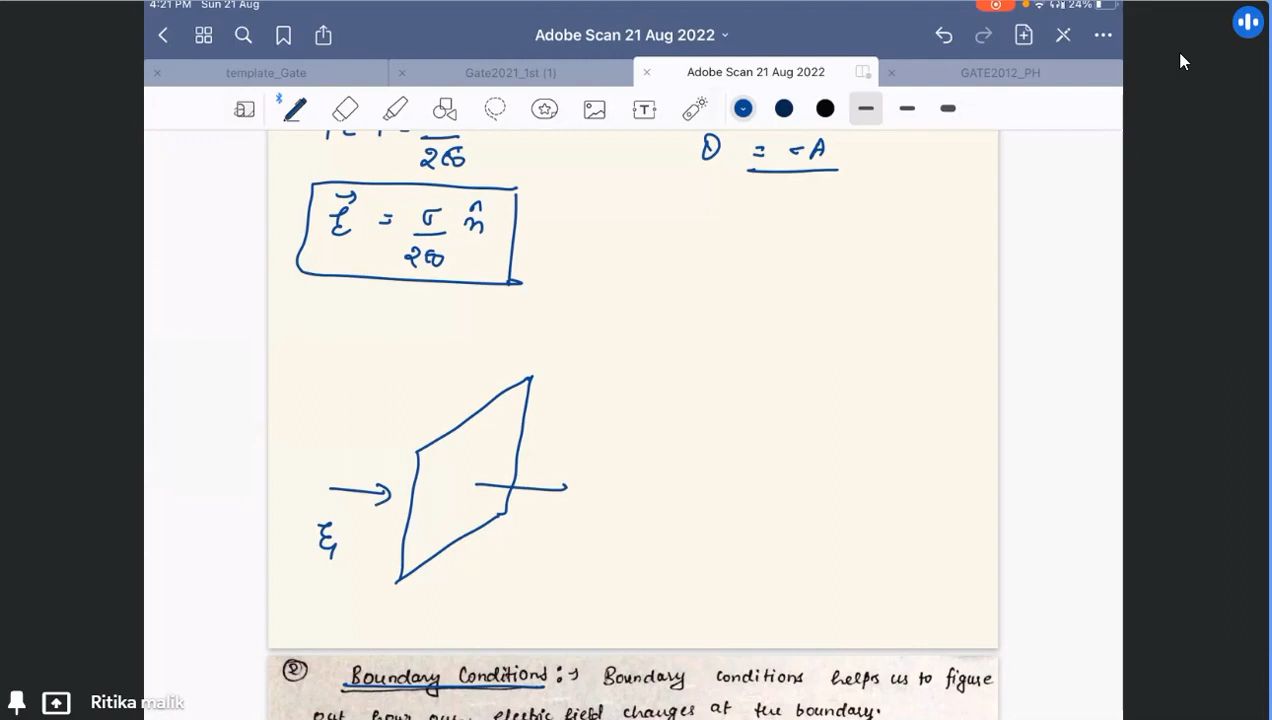 4:21 PM Sun 21 Aug
24%
Adobe Scan 21 Aug 2022
template_Gate
Gate2021_1st (1)
Adobe Scan 21 Aug 2022
GATE2012_PH
2ε₀
= σA
E⃗ = σ/2ε₀ n̂
E
② Boundary Conditions :→ Boundary conditions helps us to figure
out how our electric field changes at the boundary.
Ritika malik